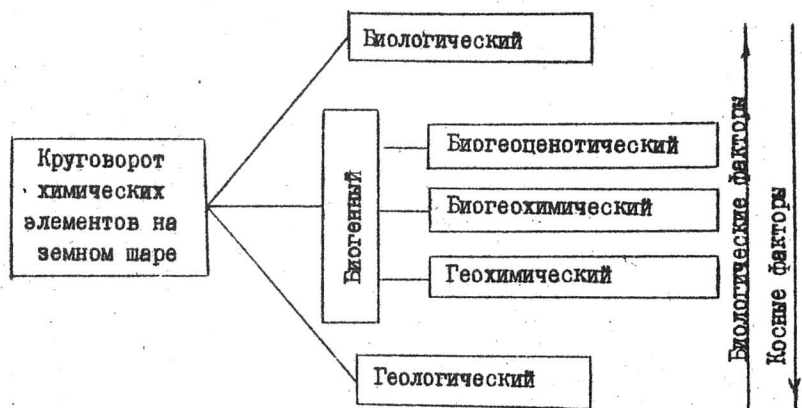 Биологический
Круговорот
химических
элементов на
земном шаре
Биогенный
Биогеоценотический
Биогеохимический
Геохимический
Геологический
Биологические факторы
Косные факторы